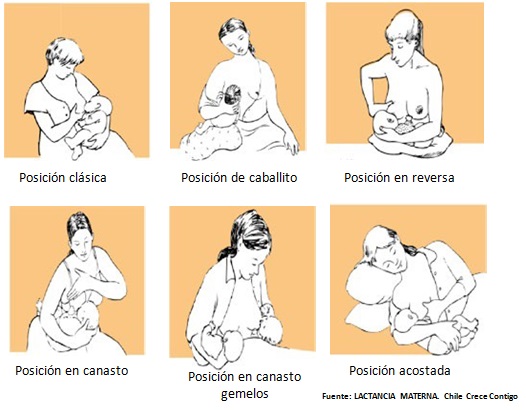 Posición clásica
Posición de caballito
Posición en reversa
Posición en canasto
Posición en canasto
gemelos
Posición acostada
Fuente: LACTANCIA MATERNA. Chile Crece Contigo